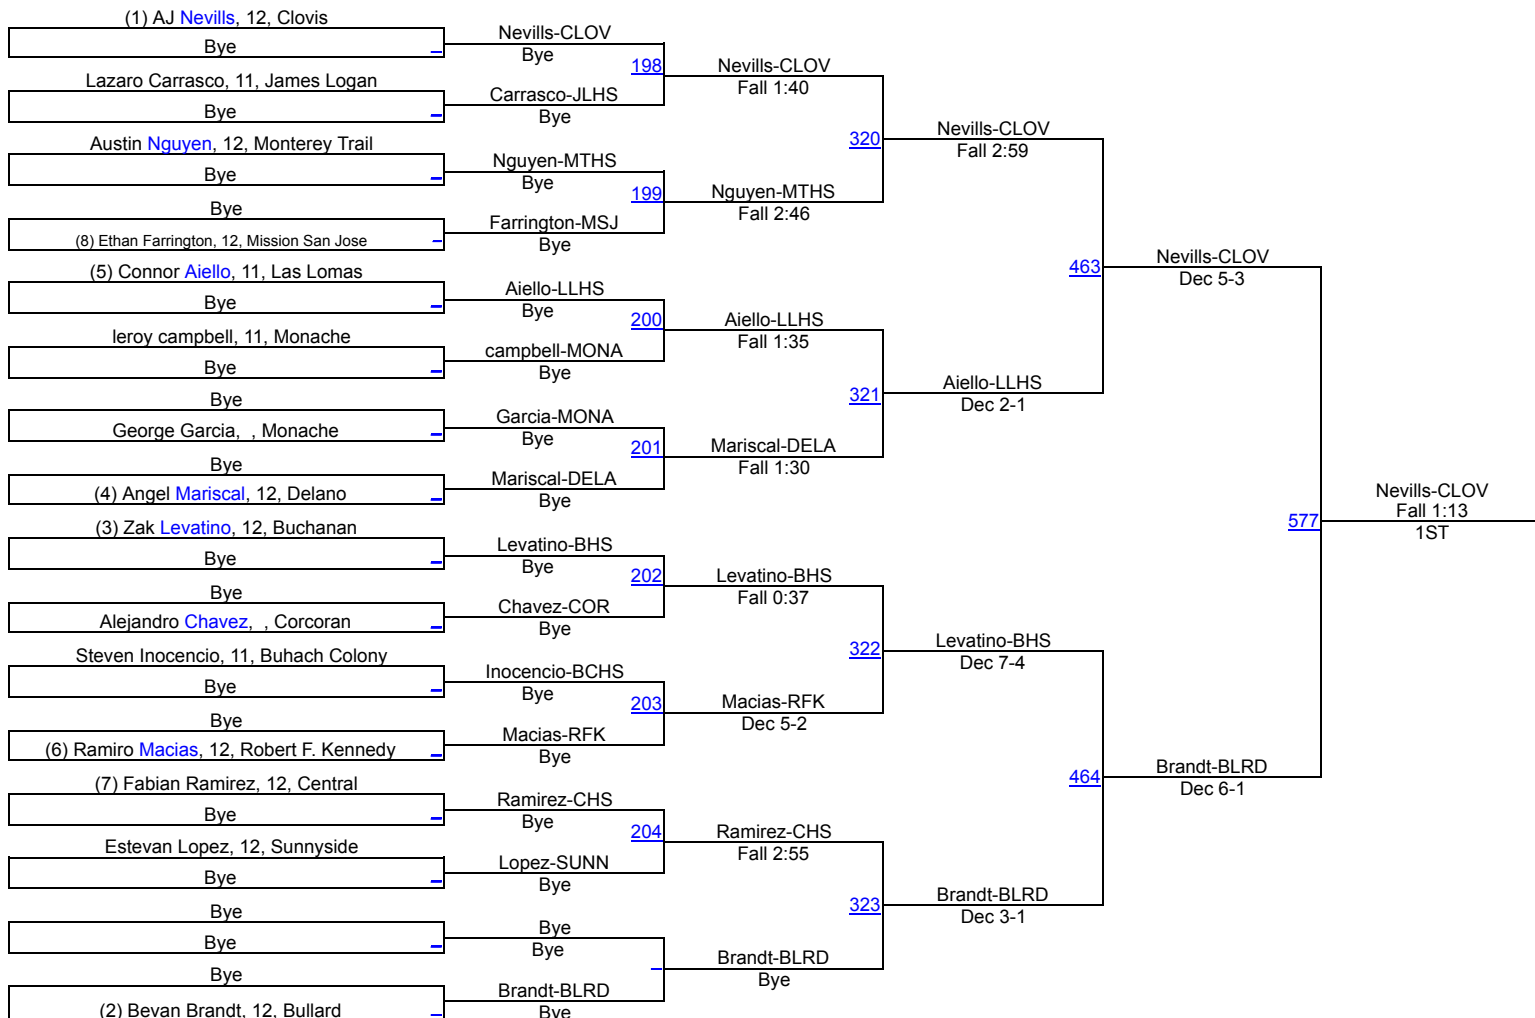 (1) AJ Nevills, 12, Clovis
Bye
Lazaro Carrasco, 11, James Logan
Bye
Austin Nguyen, 12, Monterey Trail
Bye
Bye
(8) Ethan Farrington, 12, Mission San Jose
(5) Connor Aiello, 11, Las Lomas
Bye
leroy campbell, 11, Monache
Bye
Bye
George Garcia, , Monache
Bye
(4) Angel Mariscal, 12, Delano
(3) Zak Levatino, 12, Buchanan
Bye
Bye
Alejandro Chavez, , Corcoran
Steven Inocencio, 11, Buhach Colony
Bye
Bye
(6) Ramiro Macias, 12, Robert F. Kennedy
(7) Fabian Ramirez, 12, Central
Bye
Estevan Lopez, 12, Sunnyside
Bye
Bye
Bye
Bye
(2) Bevan Brandt, 12, Bullard
Nevills-CLOV
Bye
198
Carrasco-JLHS
Bye
Nguyen-MTHS
Bye
199
Farrington-MSJ
Bye
Aiello-LLHS
Bye
200
campbell-MONA
Bye
Garcia-MONA
Bye
201
Mariscal-DELA
Bye
Levatino-BHS
Bye
202
Chavez-COR
Bye
Inocencio-BCHS
Bye
203
Macias-RFK
Bye
Ramirez-CHS
Bye
204
Lopez-SUNN
Bye
Bye
Bye
Brandt-BLRD
Bye
Nevills-CLOV
Fall 1:40
320
Nguyen-MTHS
Fall 2:46
Aiello-LLHS
Fall 1:35
321
Mariscal-DELA
Fall 1:30
Levatino-BHS
Fall 0:37
322
Macias-RFK
Dec 5-2
Ramirez-CHS
Fall 2:55
323
Brandt-BLRD
Bye
Nevills-CLOV
Fall 2:59
463
Aiello-LLHS
Dec 2-1
Levatino-BHS
Dec 7-4
464
Brandt-BLRD
Dec 3-1
Nevills-CLOV
Dec 5-3
577
Brandt-BLRD
Dec 6-1
Nevills-CLOV
Fall 1:13
1ST